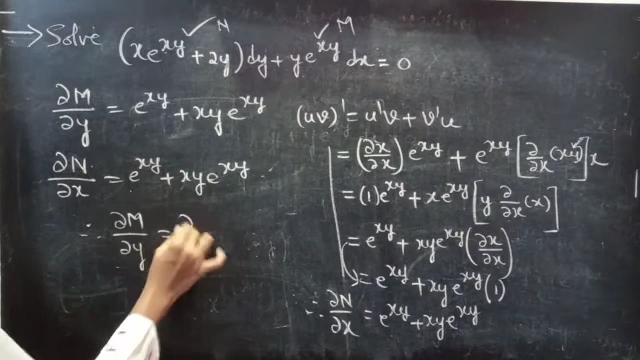 → Solve (xe^{xy} + 2y)dy + ye^{xy} dx = 0
N
M
∂M/∂y = e^{xy} + xye^{xy}
∂N/∂x = e^{xy} + xye^{xy}
∴ ∂M/∂y = ∂
(uv)' = u'v + v'u
= (∂x/∂x) e^{xy} + e^{xy} [∂/∂x (xy)] x
= (1)e^{xy} + xe^{xy} [y ∂/∂x (x)]
= e^{xy} + xye^{xy} (∂x/∂x)
= e^{xy} + xye^{xy} (1)
∴ ∂N/∂x = e^{xy} + xye^{xy}